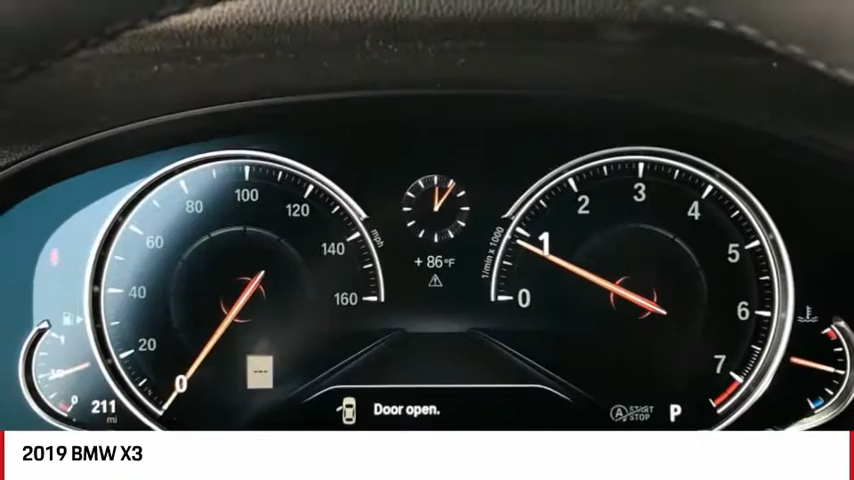 100
80
120
60
140
40
160
20
0
mph
+ 86°F
2
3
4
1
5
0
6
7
1/min x 1000
0
211
mi
---
Door open.
A START
STOP
P
2019 BMW X3